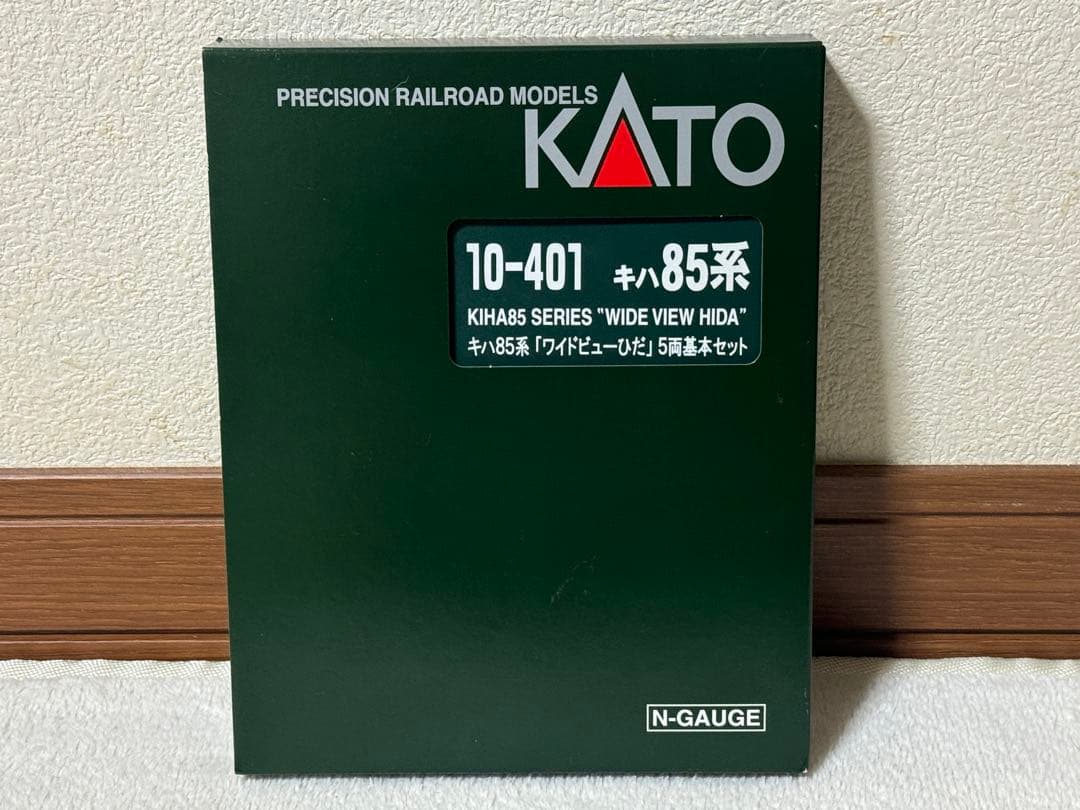 PRECISION RAILROAD MODELS
KATO
10-401 キハ85系
KIHA85 SERIES "WIDE VIEW HIDA"
キハ85系「ワイドビューひだ」5両基本セット
N-GAUGE